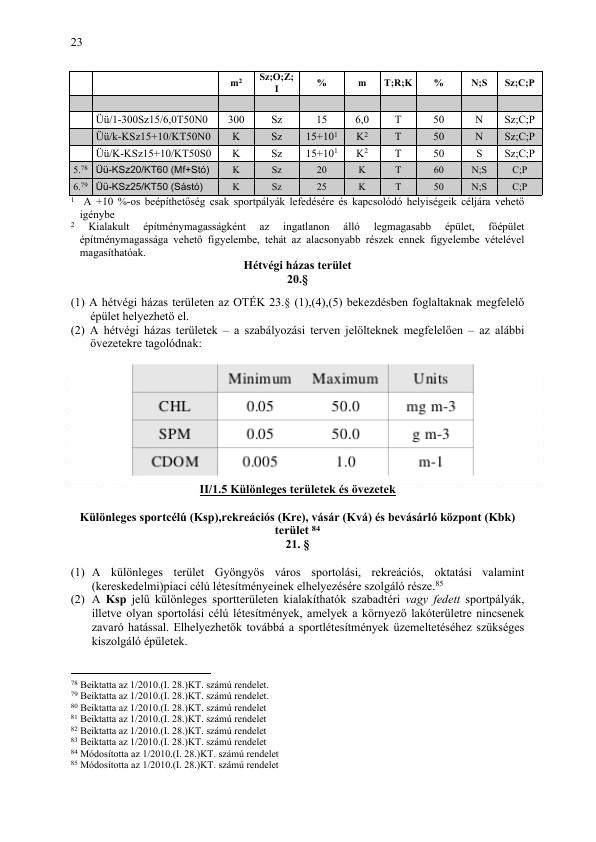 23
m² Sz;O;Z; I % m T;R;K % N;S Sz;C;P
Üü/1-300Sz15/6,0T50N0 300 Sz 15 6,0 T 50 N Sz;C;P
Üü/k-KSz15+10/KT50N0 K Sz 15+10¹ K² T 50 N Sz;C;P
Üü/K-KSz15+10/KT50S0 K Sz 15+10¹ K² T 50 S Sz;C;P
5.⁷⁸ Üü-KSz20/KT60 (Mf+Stó) K Sz 20 K T 60 N;S C;P
6.⁷⁹ Üü-KSz25/KT50 (Sástó) K Sz 25 K T 50 N;S C;P
¹ A +10 %-os beépíthetőség csak sportpályák lefedésére és kapcsolódó helyiségeik céljára vehető
igénybe
² Kialakult építménymagasságként az ingatlanon álló legmagasabb épület, főépület
építménymagassága vehető figyelembe, tehát az alacsonyabb részek ennek figyelembe vételével
magasíthatóak.
Hétvégi házas terület
20.§
(1) A hétvégi házas területen az OTÉK 23.§ (1),(4),(5) bekezdésben foglaltaknak megfelelő
épület helyezhető el.
(2) A hétvégi házas területek – a szabályozási terven jelölteknek megfelelően – az alábbi
övezetekre tagolódnak:
Minimum Maximum Units
CHL 0.05 50.0 mg m-3
SPM 0.05 50.0 g m-3
CDOM 0.005 1.0 m-1
II/1.5 Különleges területek és övezetek
Különleges sportcélú (Ksp),rekreációs (Kre), vásár (Kvá) és bevásárló központ (Kbk)
terület ⁸⁴
21. §
(1) A különleges terület Gyöngyös város sportolási, rekreációs, oktatási valamint
(kereskedelmi)piaci célú létesítményeinek elhelyezésére szolgáló része.⁸⁵
(2) A Ksp jelű különleges sportterületen kialakíthatók szabadtéri vagy fedett sportpályák,
illetve olyan sportolási célú létesítmények, amelyek a környező lakóterületre nincsenek
zavaró hatással. Elhelyezhetők továbbá a sportlétesítmények üzemeltetéséhez szükséges
kiszolgáló épületek.
⁷⁸ Beiktatta az 1/2010.(I. 28.)KT. számú rendelet.
⁷⁹ Beiktatta az 1/2010.(I. 28.)KT. számú rendelet.
⁸⁰ Beiktatta az 1/2010.(I. 28.)KT. számú rendelet
⁸¹ Beiktatta az 1/2010.(I. 28.)KT. számú rendelet
⁸² Beiktatta az 1/2010.(I. 28.)KT. számú rendelet
⁸³ Beiktatta az 1/2010.(I. 28.)KT. számú rendelet
⁸⁴ Módosította az 1/2010.(I. 28.)KT. számú rendelet
⁸⁵ Módosította az 1/2010.(I. 28.)KT. számú rendelet